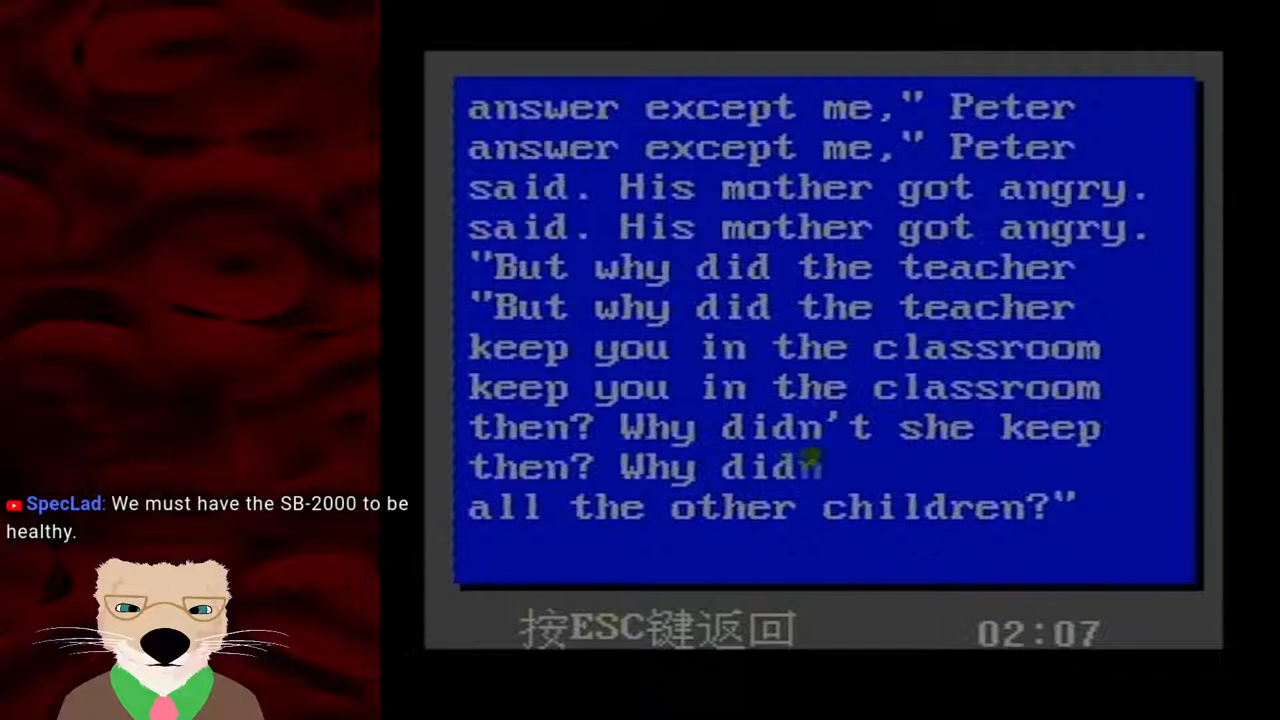 answer except me," Peter
answer except me," Peter
said. His mother got angry.
said. His mother got angry.
"But why did the teacher
"But why did the teacher
keep you in the classroom
keep you in the classroom
then? Why didn't she keep
then? Why didn
all the other children?"
按ESC键返回
02:07
SpecLad: We must have the SB-2000 to be
healthy.